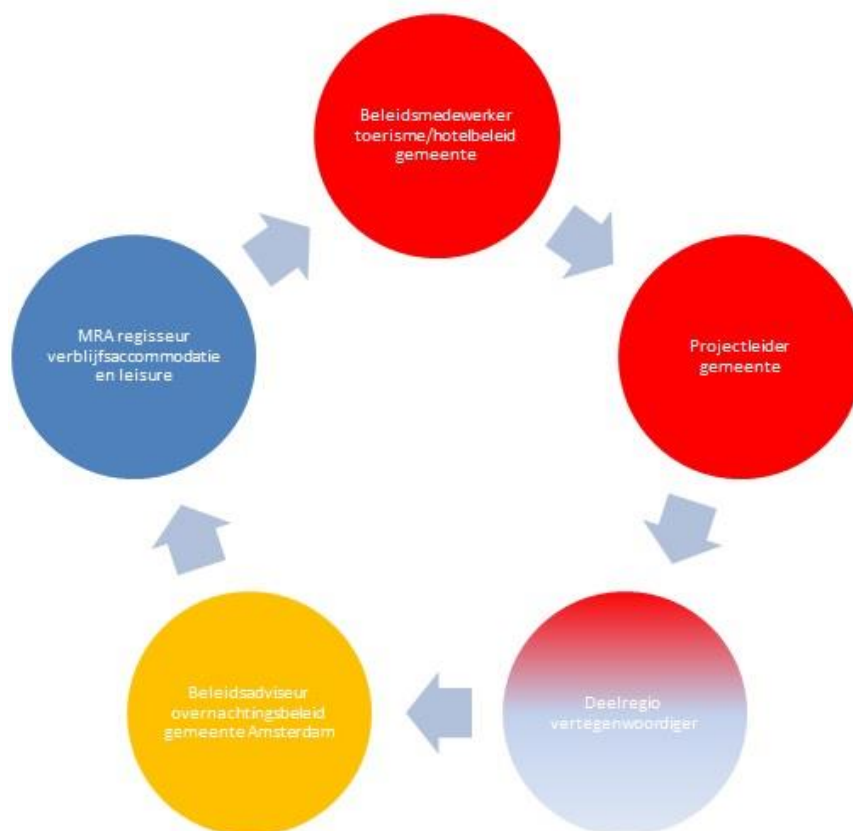 Beleidsmedewerker
toerisme/hotelbeleid
gemeente
Projectleider
gemeente
Deelregio
vertegenwoordiger
Beleidsadviseur
overnachtingsbeleid
gemeente Amsterdam
MRA regisseur
verblijfsaccommodatie
en leisure